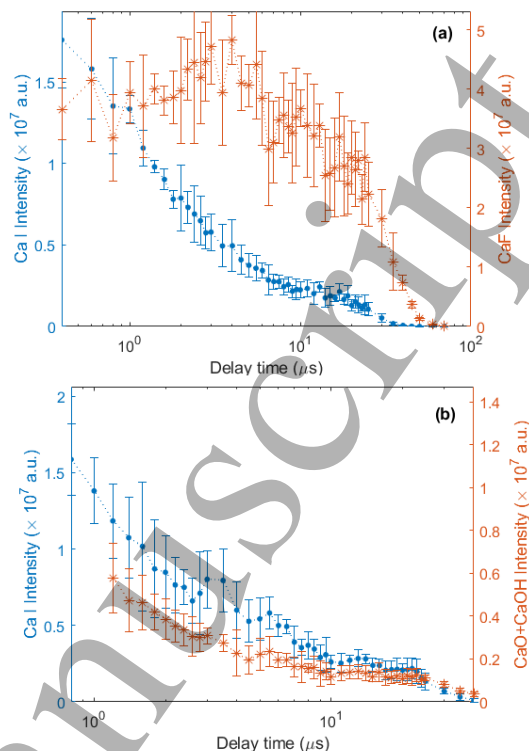 (a)
Ca I Intensity (× 10⁷ a.u.)
CaF Intensity (× 10⁷ a.u.)
1.5
1
0.5
0
5
4
3
2
1
0
10⁰ 10¹ 10²
Delay time (μs)
(b)
Ca I Intensity (× 10⁷ a.u.)
CaO+CaOH Intensity (× 10⁷ a.u.)
2
1.5
1
0.5
0
1.4
1.2
1
0.8
0.6
0.4
0.2
0
10⁰ 10¹
Delay time (μs)
nuscript